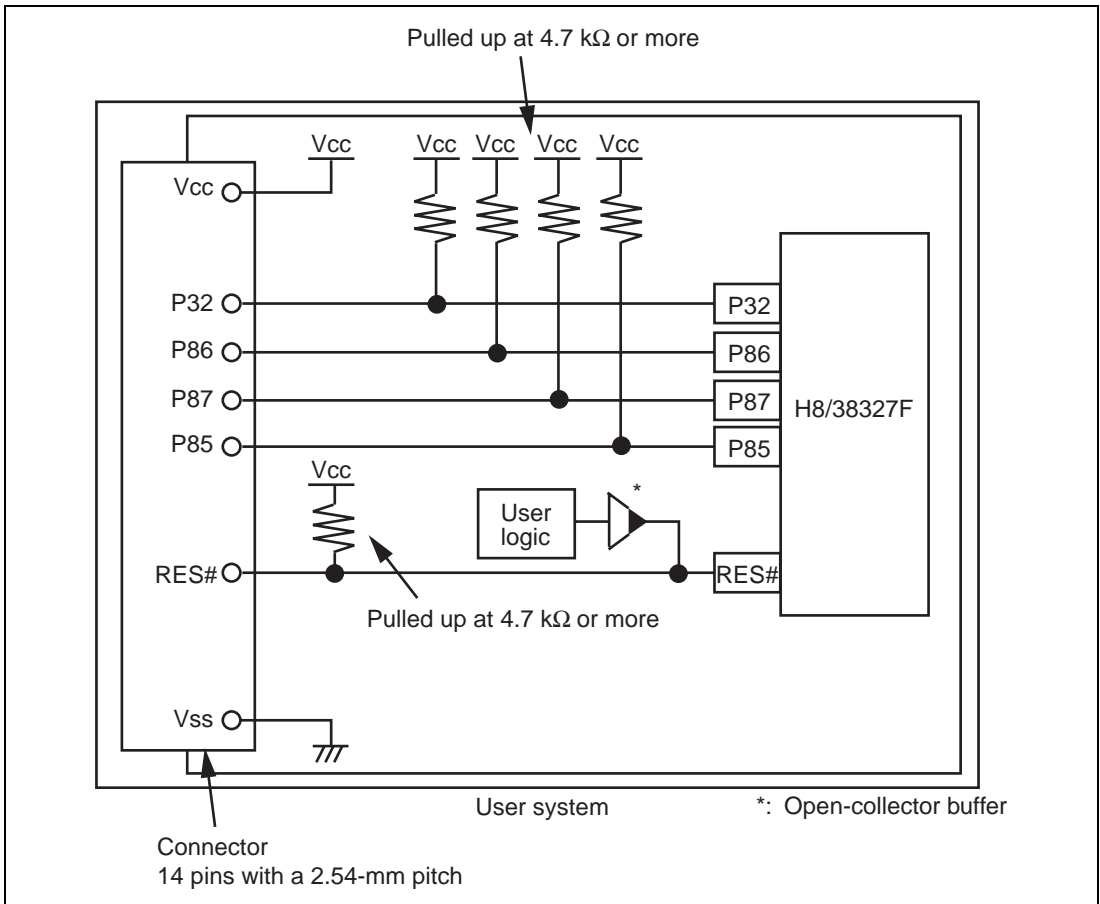 Pulled up at 4.7 kΩ or more
Vcc
Vcc Vcc Vcc Vcc
Vcc
P32
P32
P86
P86
P87
P87
H8/38327F
P85
P85
Vcc
*
User
logic
RES#
RES#
Pulled up at 4.7 kΩ or more
Vss
User system
*: Open-collector buffer
Connector
14 pins with a 2.54-mm pitch